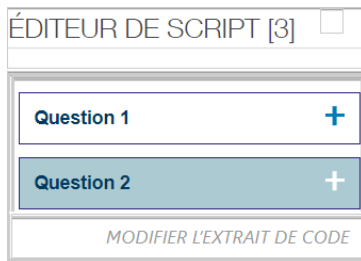 ÉDITEUR DE SCRIPT [3]
Question 1 +
Question 2 +
MODIFIER L'EXTRAIT DE CODE